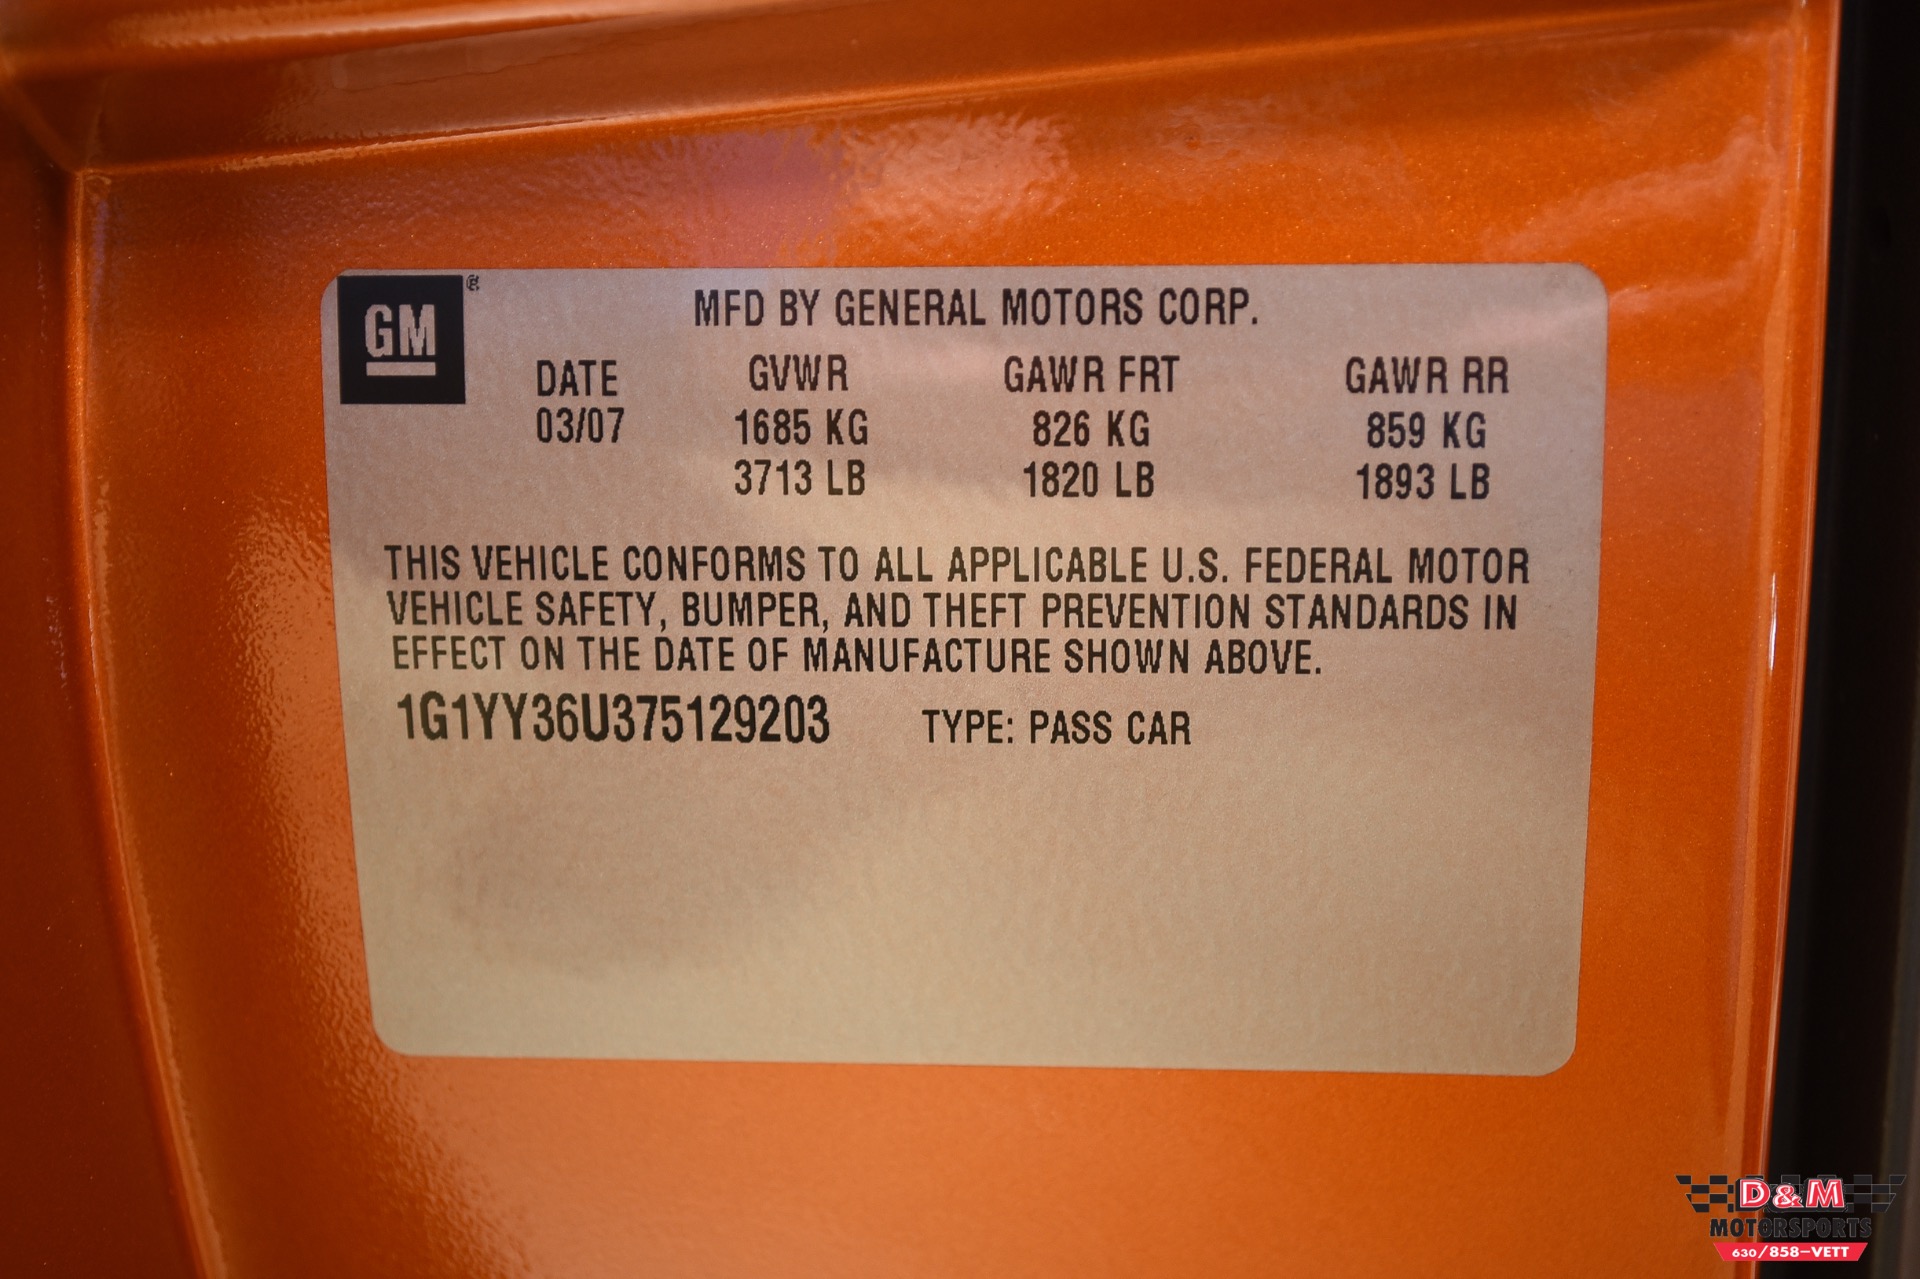 GM®
MFD BY GENERAL MOTORS CORP.
DATE GVWR GAWR FRT GAWR RR
03/07 1685 KG 826 KG 859 KG
3713 LB 1820 LB 1893 LB
THIS VEHICLE CONFORMS TO ALL APPLICABLE U.S. FEDERAL MOTOR
VEHICLE SAFETY, BUMPER, AND THEFT PREVENTION STANDARDS IN
EFFECT ON THE DATE OF MANUFACTURE SHOWN ABOVE.
1G1YY36U375129203 TYPE: PASS CAR
D&M
MOTORSPORTS
630/858-VETT